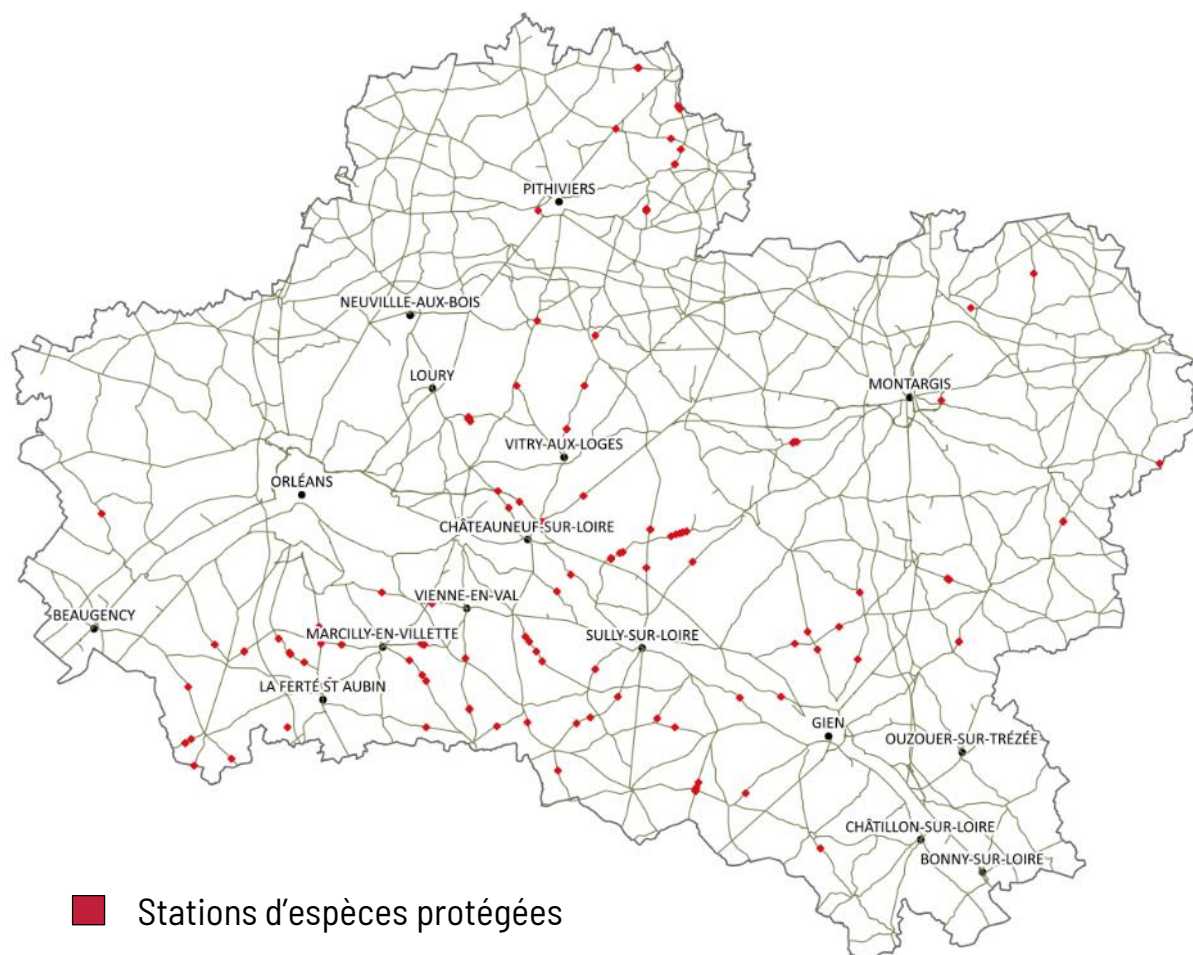 PITHIVIERS
NEUVILLLE-AUX-BOIS
LOURY
MONTARGIS
VITRY-AUX-LOGES
ORLÉANS
CHÂTEAUNEUF-SUR-LOIRE
VIENNE-EN-VAL
BEAUGENCY
MARCILLY-EN-VILLETTE
SULLY-SUR-LOIRE
LA FERTÉ ST AUBIN
GIEN
OUZOUER-SUR-TRÉZÉE
CHÂTILLON-SUR-LOIRE
BONNY-SUR-LOIRE
Stations d'espèces protégées